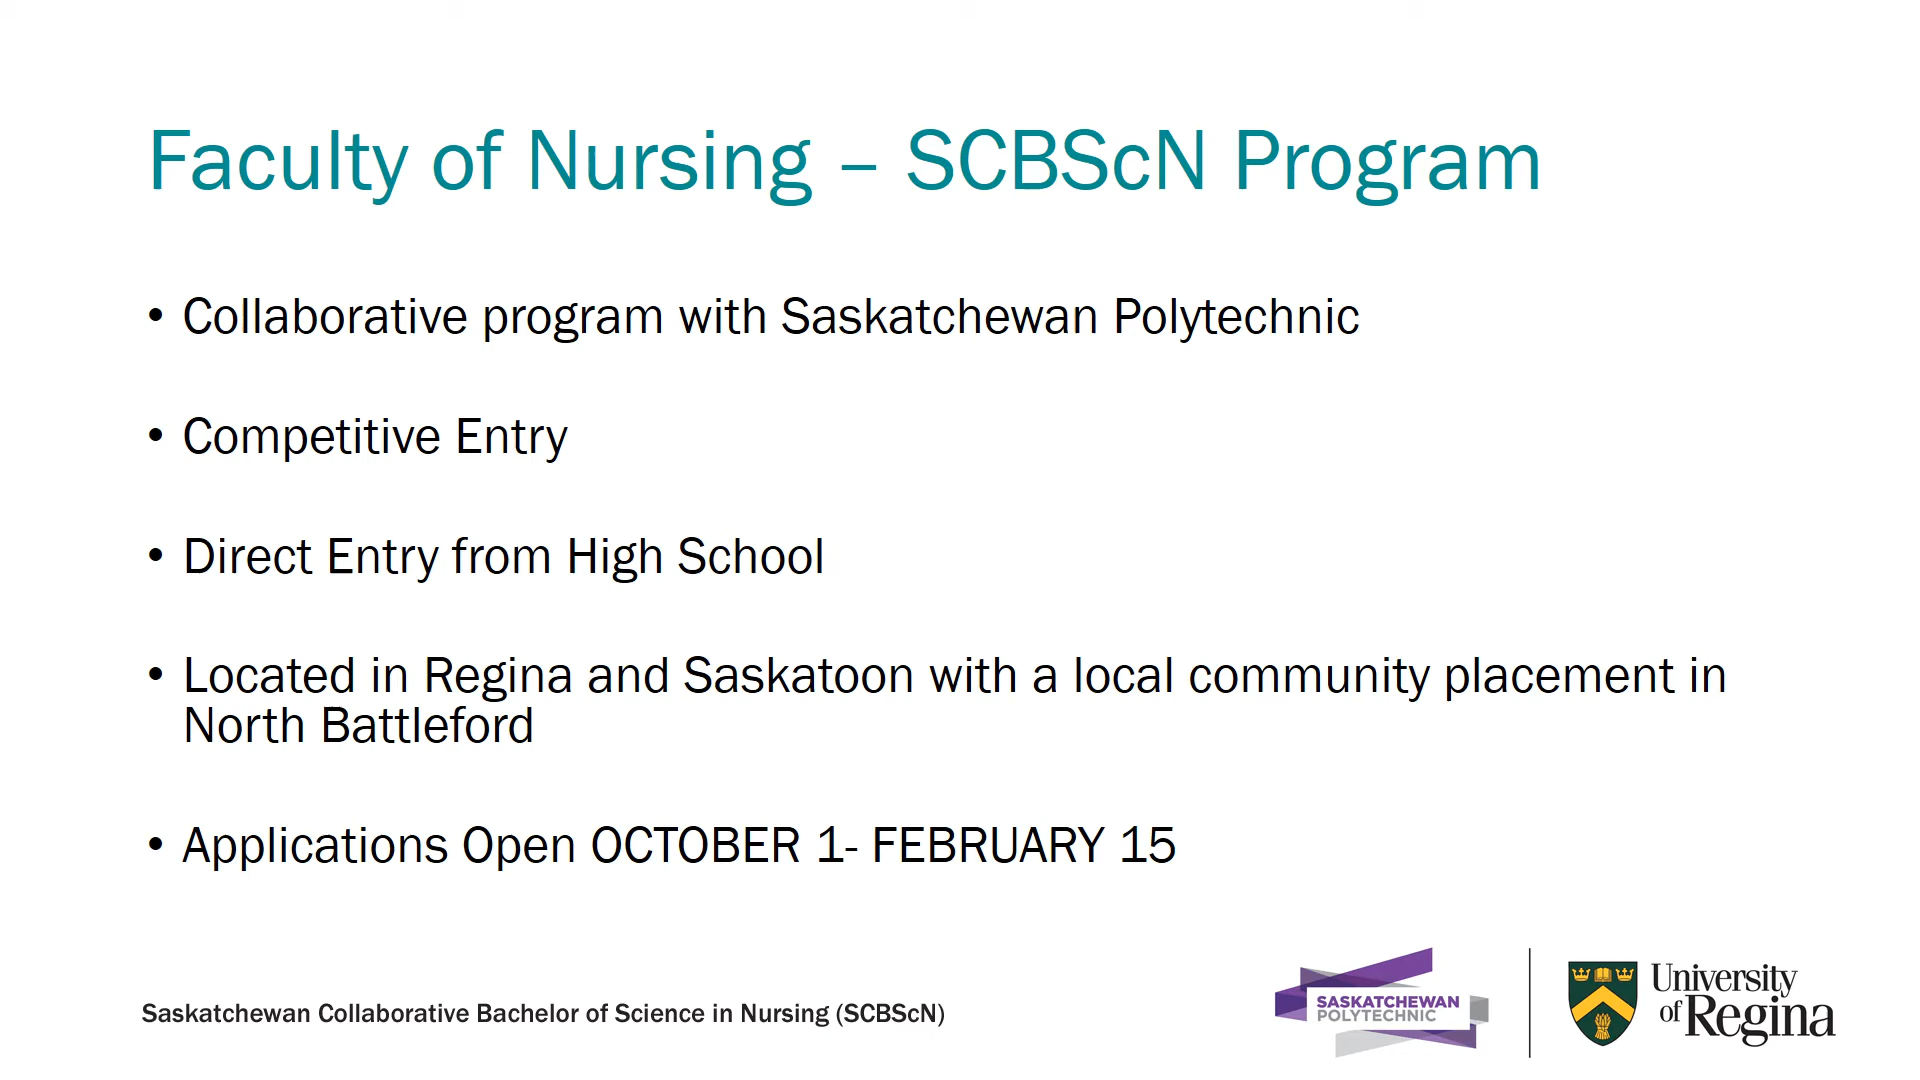 Faculty of Nursing – SCBScN Program
• Collaborative program with Saskatchewan Polytechnic
• Competitive Entry
• Direct Entry from High School
• Located in Regina and Saskatoon with a local community placement in
North Battleford
• Applications Open OCTOBER 1- FEBRUARY 15
Saskatchewan Collaborative Bachelor of Science in Nursing (SCBScN)
SASKATCHEWAN
POLYTECHNIC
University
of Regina